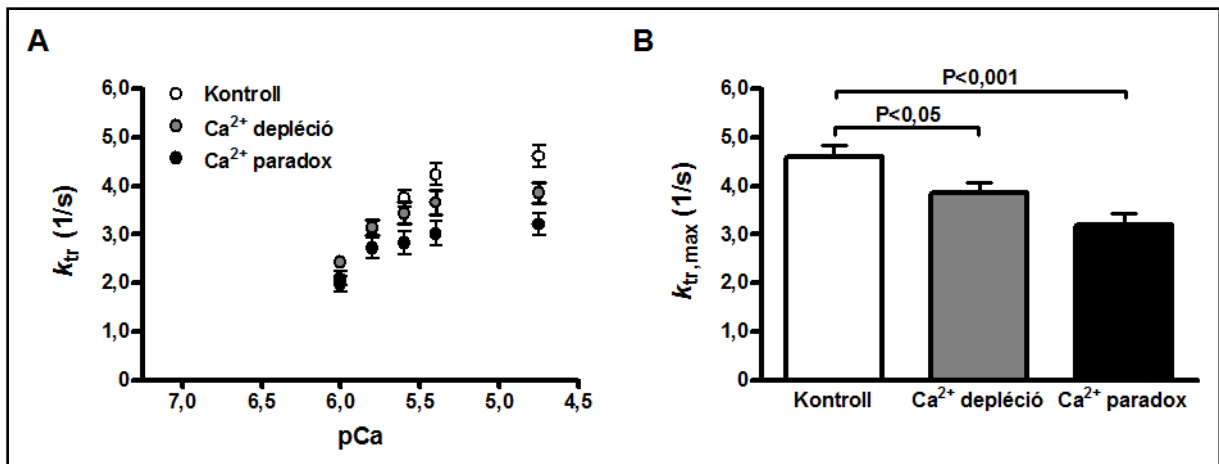 A
6,0
5,0
4,0
3,0
2,0
1,0
0
k_tr (1/s)
Kontroll
Ca²⁺ depléció
Ca²⁺ paradox
7,0 6,5 6,0 5,5 5,0 4,5
pCa
B
6,0
5,0
4,0
3,0
2,0
1,0
0
k_tr,max (1/s)
P<0,001
P<0,05
Kontroll Ca²⁺ depléció Ca²⁺ paradox